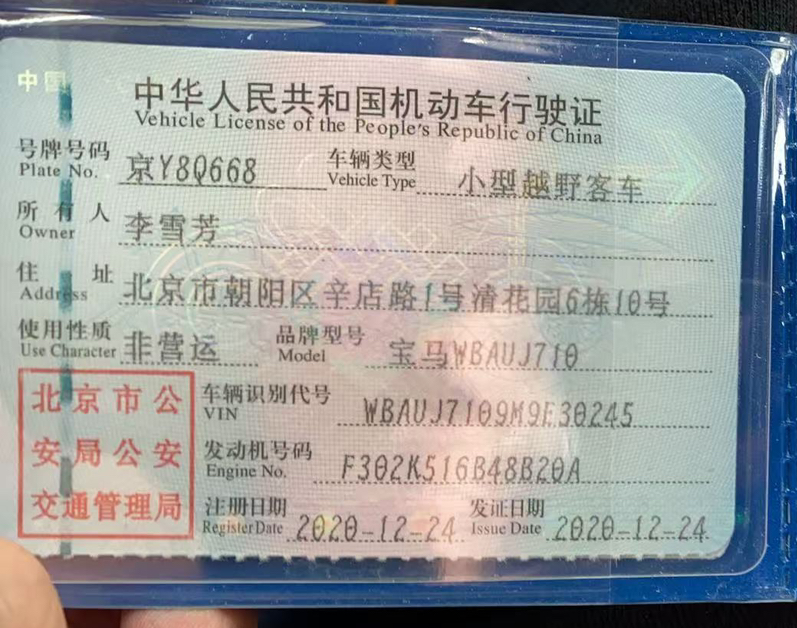 中国
中华人民共和国机动车行驶证
Vehicle License of the People's Republic of China
号牌号码 京Y8Q668 车辆类型 小型越野客车
Plate No. Vehicle Type
所有人 李雪芳
Owner
住址 北京市朝阳区辛店路1号清花园6栋10号
Address
使用性质 非营运 品牌型号 宝马WBAUJ710
Use Character Model
北京市公
安局公安
交通管理局
车辆识别代号 WBAUJ7109M9E30245
VIN
发动机号码 F302K516B48B20A
Engine No.
注册日期 2020-12-24 发证日期 2020-12-24
Register Date Issue Date